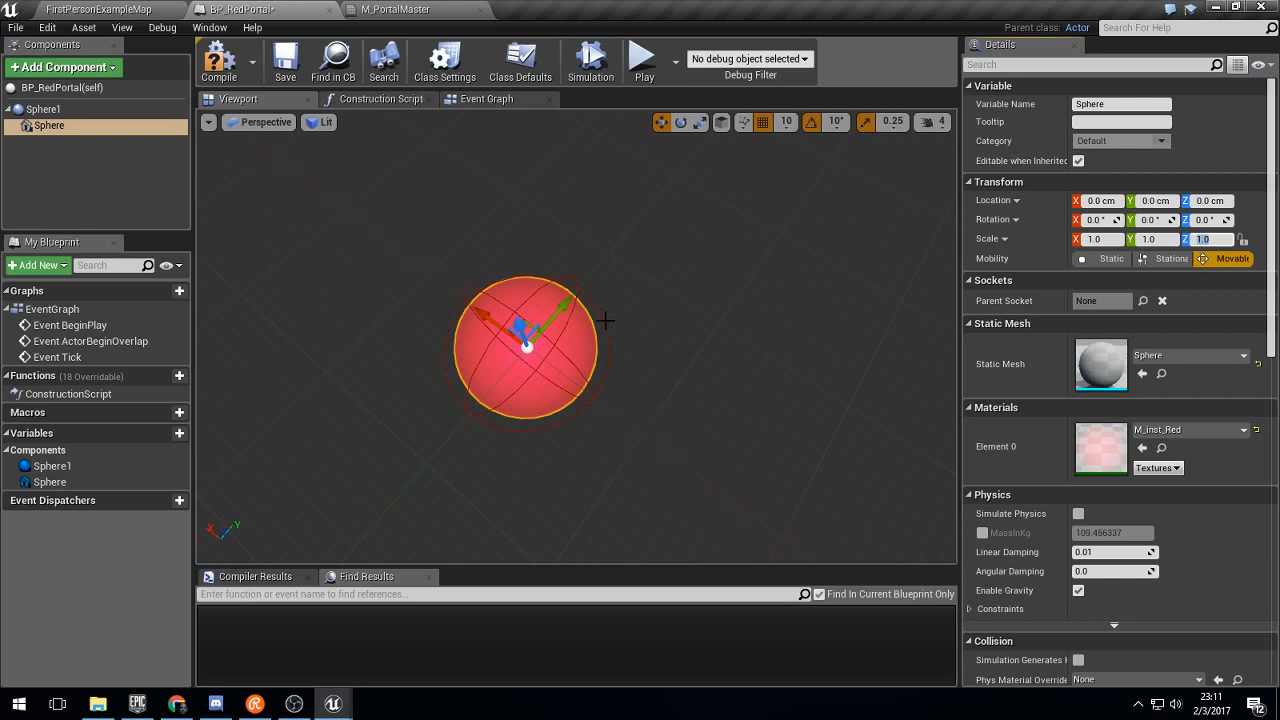 FirstPersonExampleMap
BP_RedPortal*
M_PortalMaster
File Edit Asset View Debug Window Help
Parent class: Actor
Search For Help
Components
Add Component
BP_RedPortal(self)
Sphere1
Sphere
My Blueprint
Add New
Search
Graphs
EventGraph
Event BeginPlay
Event ActorBeginOverlap
Event Tick
Functions (18 Overridable)
ConstructionScript
Macros
Variables
Components
Sphere1
Sphere
Event Dispatchers
Compile
Save
Find in CB
Search
Class Settings
Class Defaults
Simulation
Play
No debug object selected
Debug Filter
Viewport
Construction Script
Event Graph
Perspective
Lit
10
10°
0.25
4
X
Y
Compiler Results
Find Results
Enter function or event name to find references...
Find In Current Blueprint Only
Details
Search
Variable
Variable Name Sphere
Tooltip
Category Default
Editable when Inherited
Transform
Location X 0.0 cm Y 0.0 cm Z 0.0 cm
Rotation X 0.0 ° Y 0.0 ° Z 0.0 °
Scale X 1.0 Y 1.0 Z 1.0
Mobility Static Stationa Movable
Sockets
Parent Socket None
Static Mesh
Static Mesh Sphere
Materials
Element 0 M_inst_Red
Textures
Physics
Simulate Physics
MassInKg 109.456337
Linear Damping 0.01
Angular Damping 0.0
Enable Gravity
Constraints
Collision
Simulation Generates H
Phys Material Override None
EPIC GAMES
23:11
2/3/2017
12